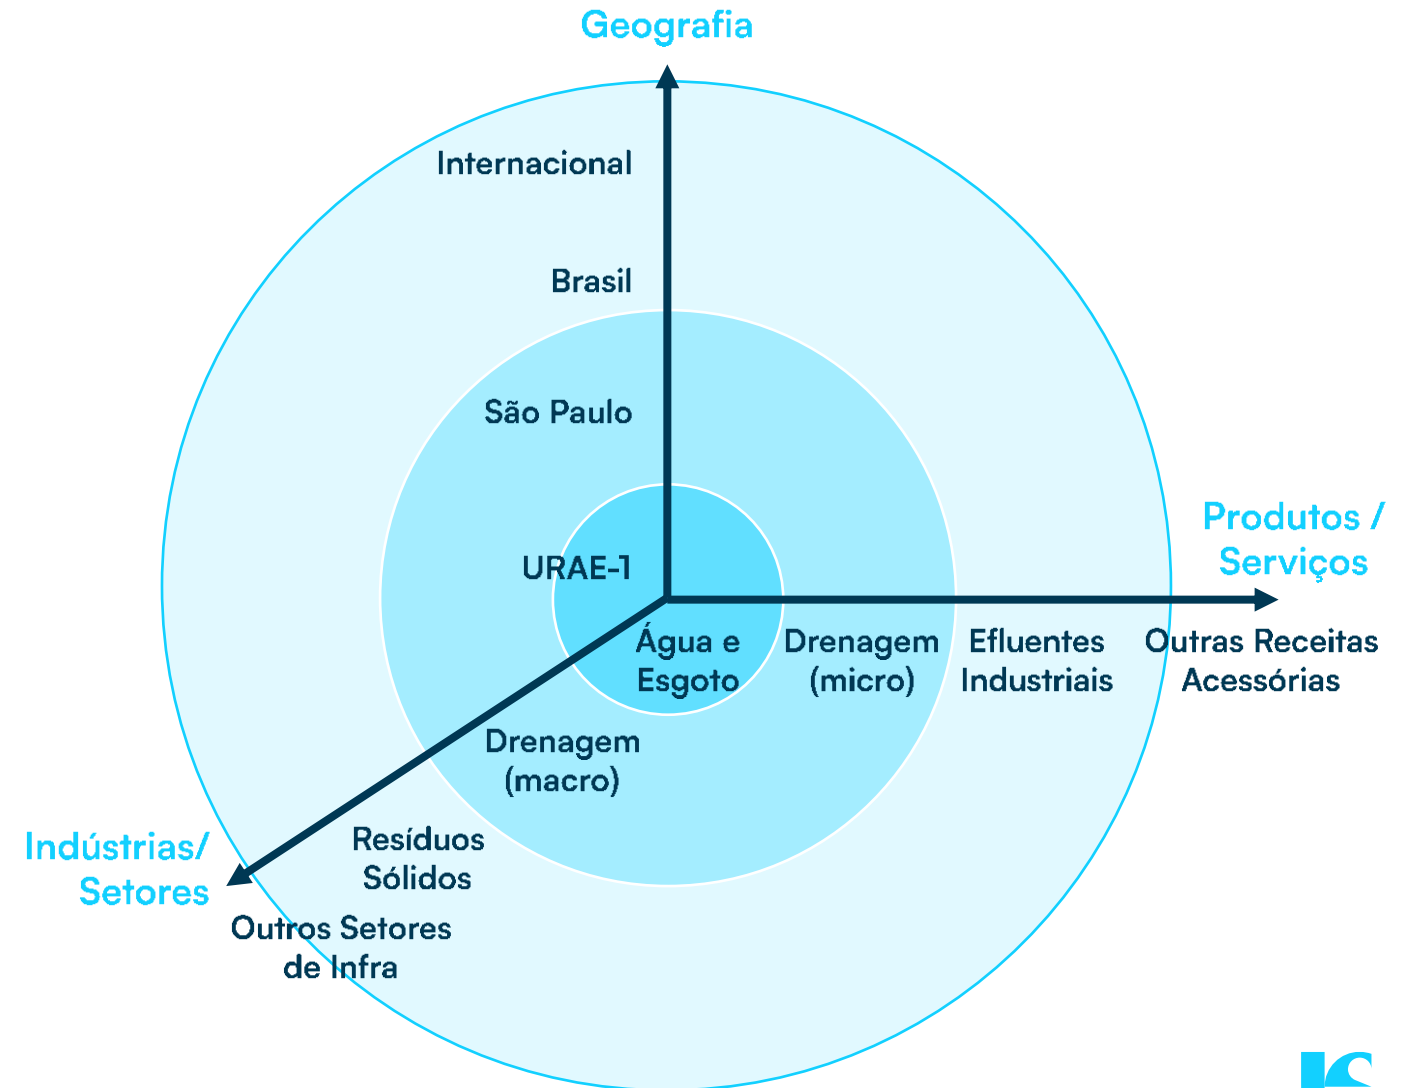 Geografia
Internacional
Brasil
São Paulo
URAE-1
Produtos /
Serviços
Água e
Esgoto
Drenagem
(micro)
Efluentes
Industriais
Outras Receitas
Acessórias
Drenagem
(macro)
Resíduos
Sólidos
Indústrias/
Setores
Outros Setores
de Infra